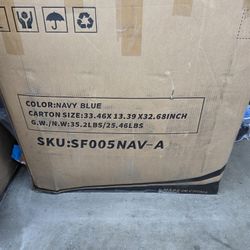 COLOR:NAVY BLUE
CARTON SIZE:33.46X 13.39 X32.68INCH
G.W./N.W:35.2LBS/25.46LBS
SKU:SF005NAV-A